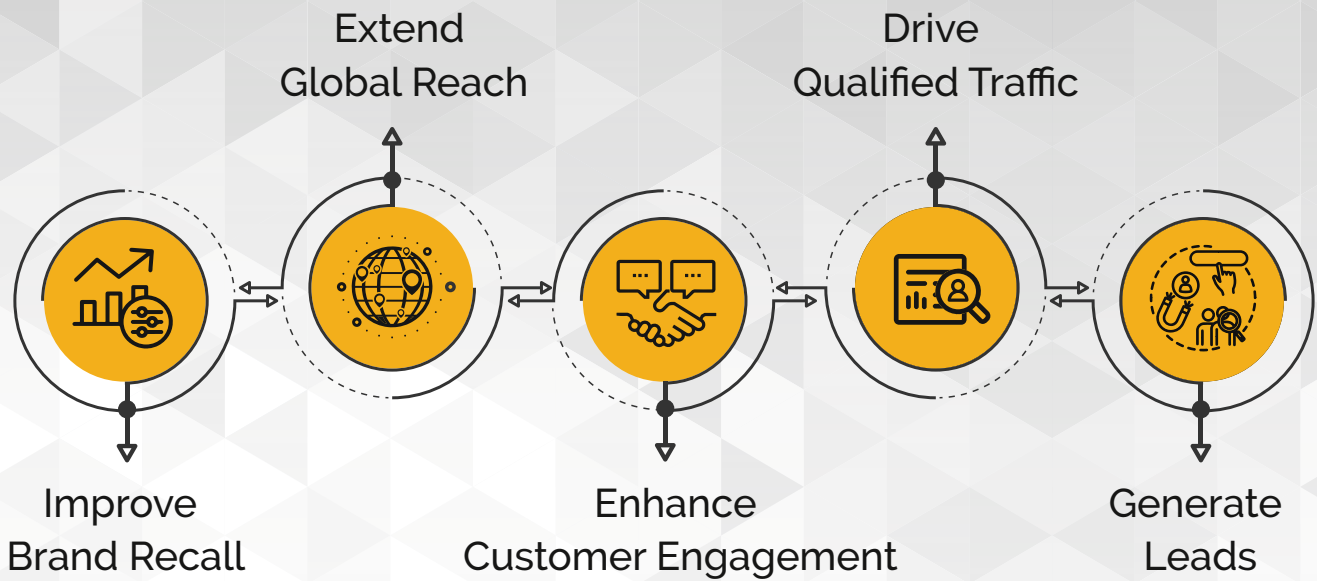 Extend
Global Reach
Drive
Qualified Traffic
Improve
Brand Recall
Enhance
Customer Engagement
Generate
Leads